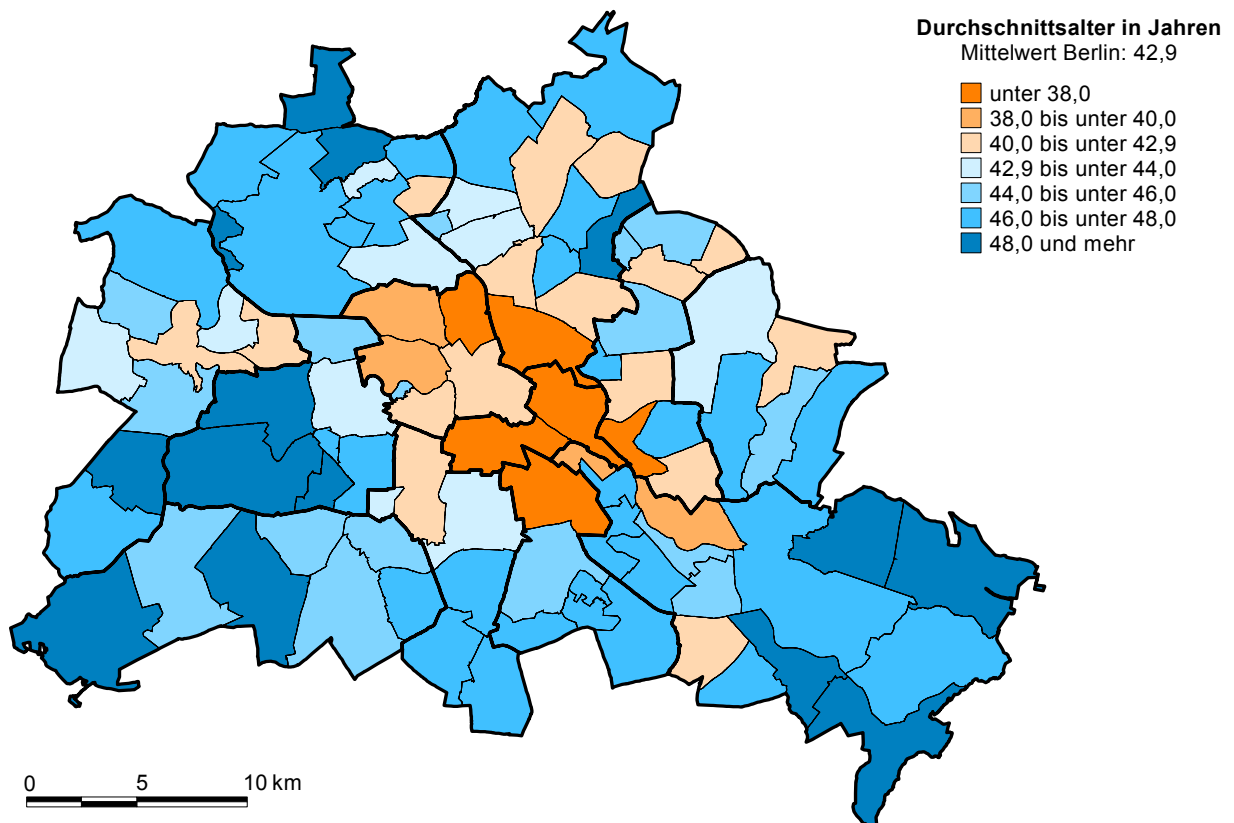 Durchschnittsalter in Jahren
Mittelwert Berlin: 42,9
unter 38,0
38,0 bis unter 40,0
40,0 bis unter 42,9
42,9 bis unter 44,0
44,0 bis unter 46,0
46,0 bis unter 48,0
48,0 und mehr
0 5 10 km